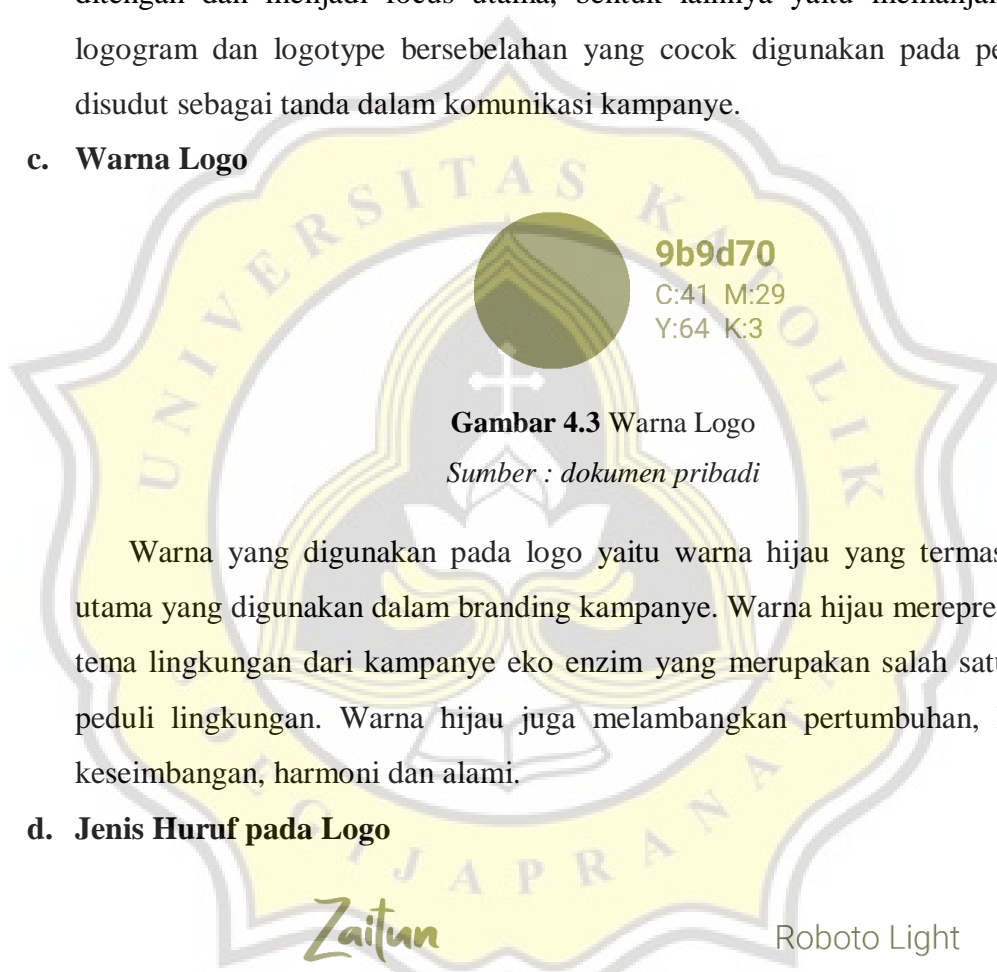 ditengah dan menjadi focus utama, bentuk lainnya yaitu memanjan
logogram dan logotype bersebelahan yang cocok digunakan pada pe
disudut sebagai tanda dalam komunikasi kampanye.
c. Warna Logo
9b9d70
C:41 M:29
Y:64 K:3
Gambar 4.3 Warna Logo
Sumber : dokumen pribadi
Warna yang digunakan pada logo yaitu warna hijau yang termas
utama yang digunakan dalam branding kampanye. Warna hijau merepre
tema lingkungan dari kampanye eko enzim yang merupakan salah satu
peduli lingkungan. Warna hijau juga melambangkan pertumbuhan,
keseimbangan, harmoni dan alami.
d. Jenis Huruf pada Logo
Zaitun
Roboto Light
UNIVERSITAS KATOLIK
SOEGIJAPRANATA